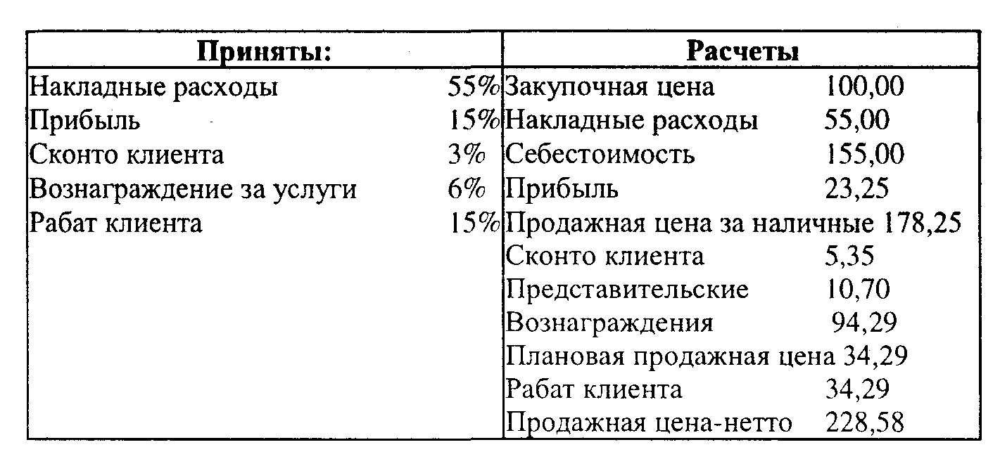 Приняты: Расчеты
Накладные расходы 55% Закупочная цена 100,00
Прибыль 15% Накладные расходы 55,00
Сконто клиента 3% Себестоимость 155,00
Вознаграждение за услуги 6% Прибыль 23,25
Рабат клиента 15% Продажная цена за наличные 178,25
Сконто клиента 5,35
Представительские 10,70
Вознаграждения 94,29
Плановая продажная цена 34,29
Рабат клиента 34,29
Продажная цена-нетто 228,58